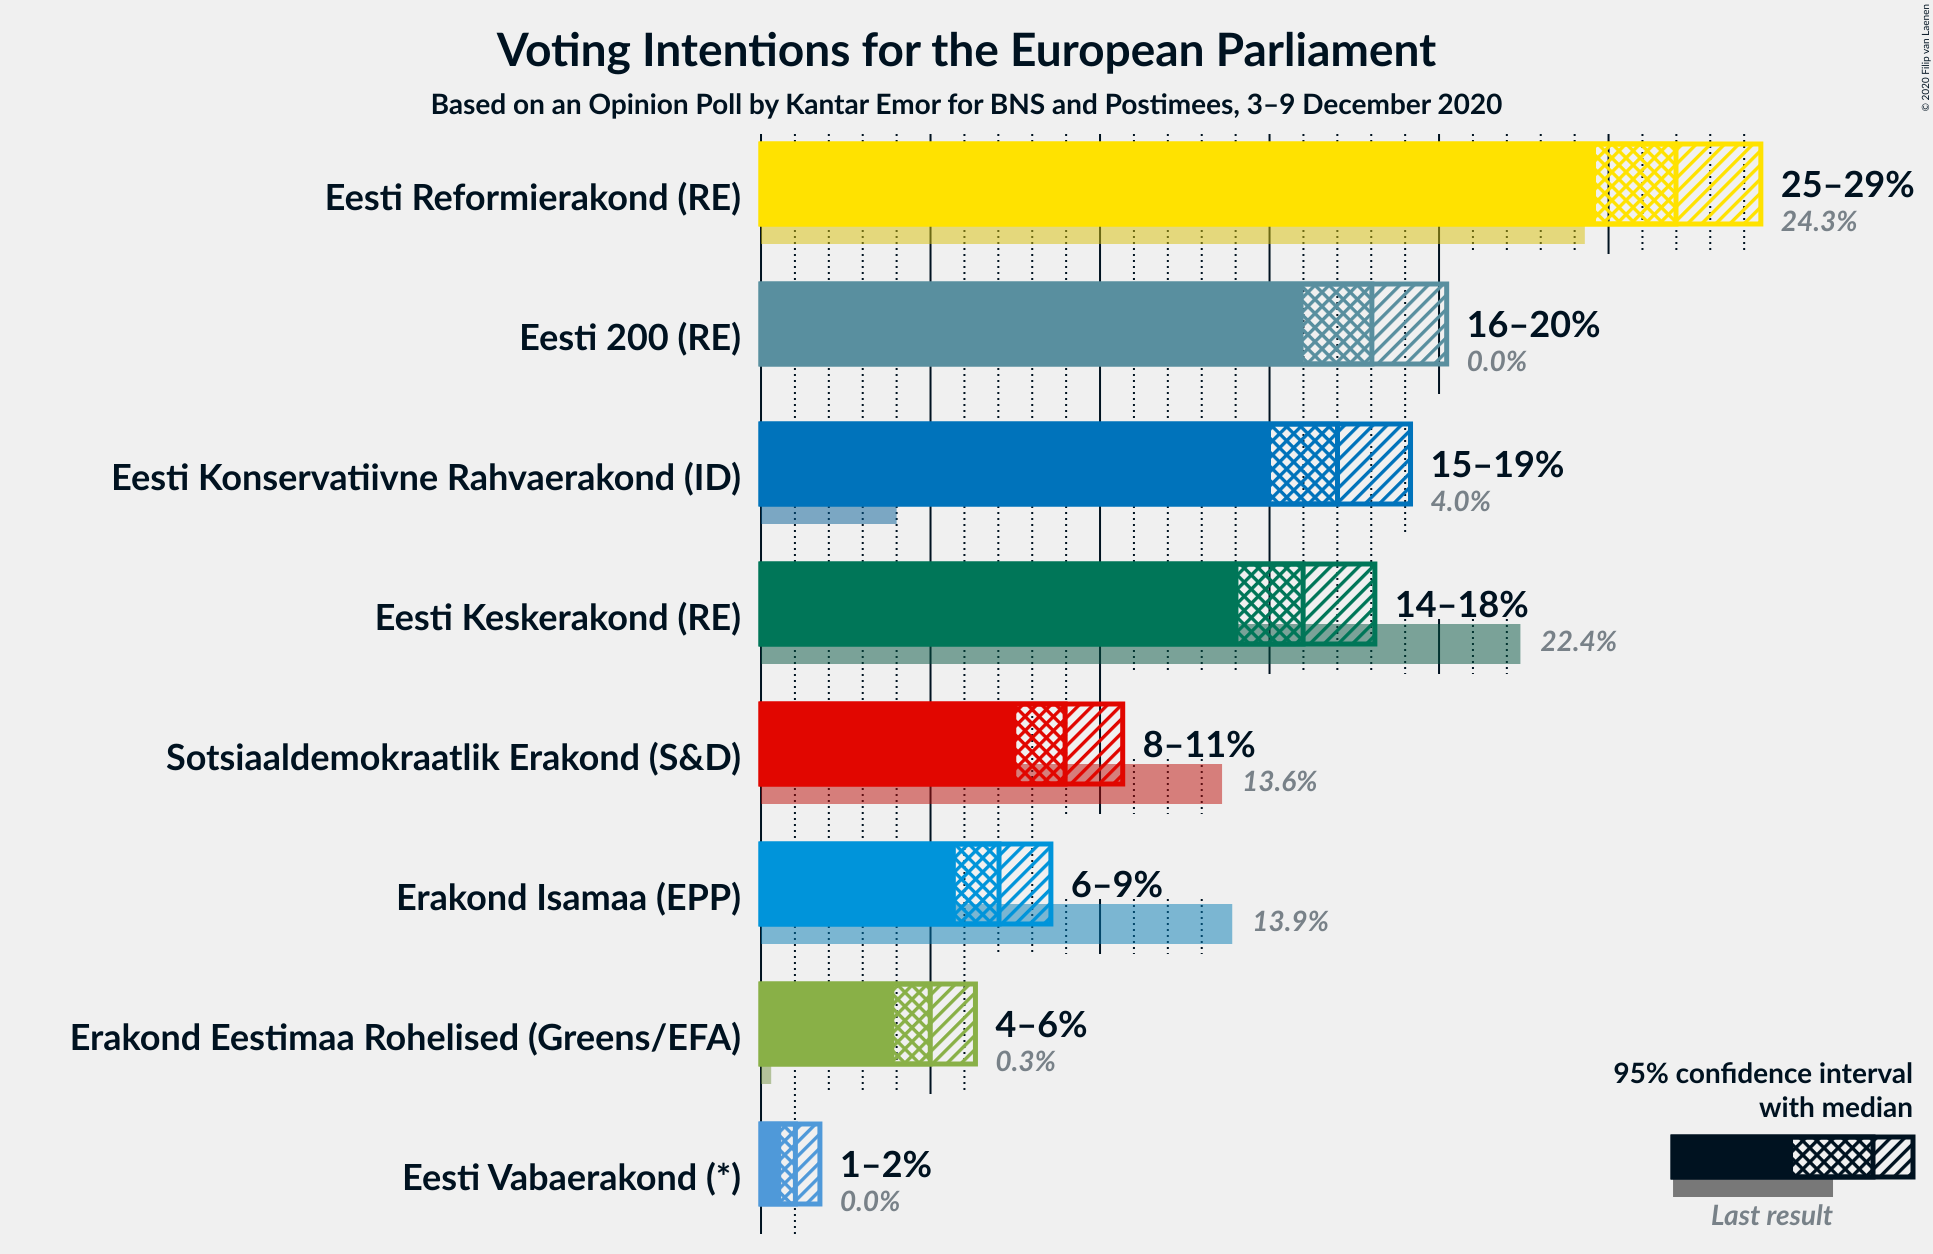 Voting Intentions for the European Parliament
Based on an Opinion Poll by Kantar Emor for BNS and Postimees, 3–9 December 2020
© 2020 Filip van Laenen
Eesti Reformierakond (RE)
25–29%
24.3%
Eesti 200 (RE)
16–20%
0.0%
Eesti Konservatiivne Rahvaerakond (ID)
15–19%
4.0%
Eesti Keskerakond (RE)
14–18%
22.4%
Sotsiaaldemokraatlik Erakond (S&D)
8–11%
13.6%
Erakond Isamaa (EPP)
6–9%
13.9%
Erakond Eestimaa Rohelised (Greens/EFA)
4–6%
0.3%
Eesti Vabaerakond (*)
1–2%
0.0%
95% confidence interval
with median
Last result